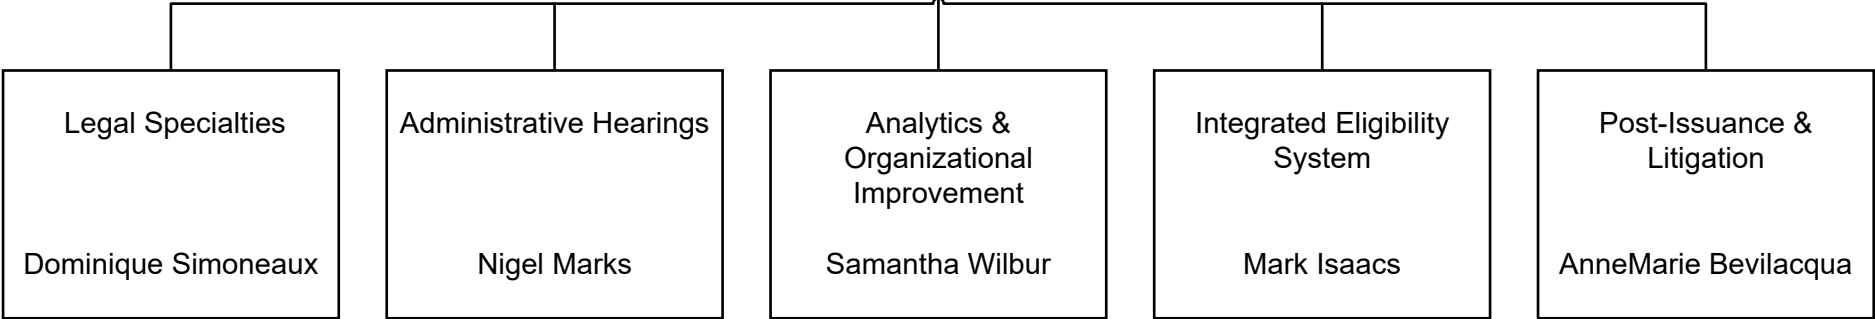 Legal Specialties
Dominique Simoneaux
Administrative Hearings
Nigel Marks
Analytics &
Organizational
Improvement
Samantha Wilbur
Integrated Eligibility
System
Mark Isaacs
Post-Issuance &
Litigation
AnneMarie Bevilacqua